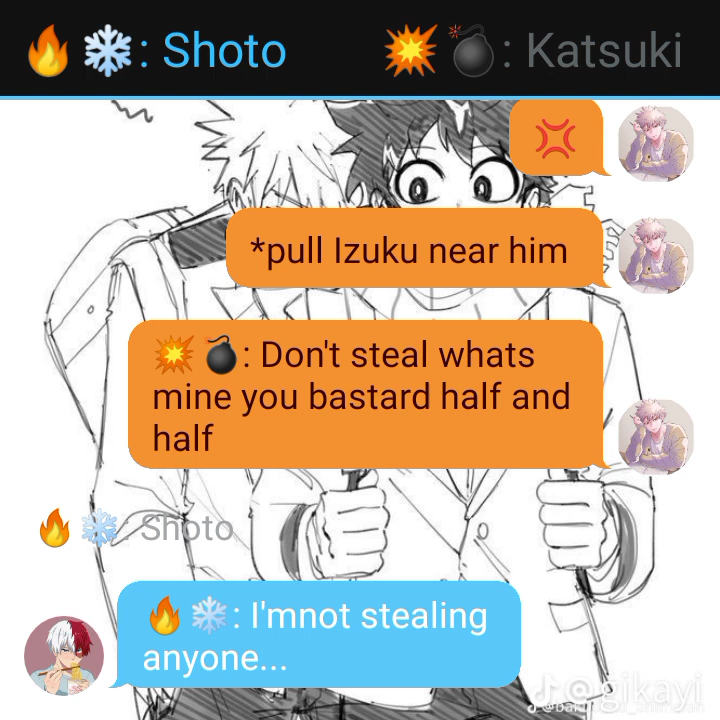 🔥❄️: Shoto
💥💣: Katsuki
*pull Izuku near him
💥💣: Don't steal whats
mine you bastard half and
half
🔥❄️: Shoto
🔥❄️: I'mnot stealing
anyone...
@gikayi